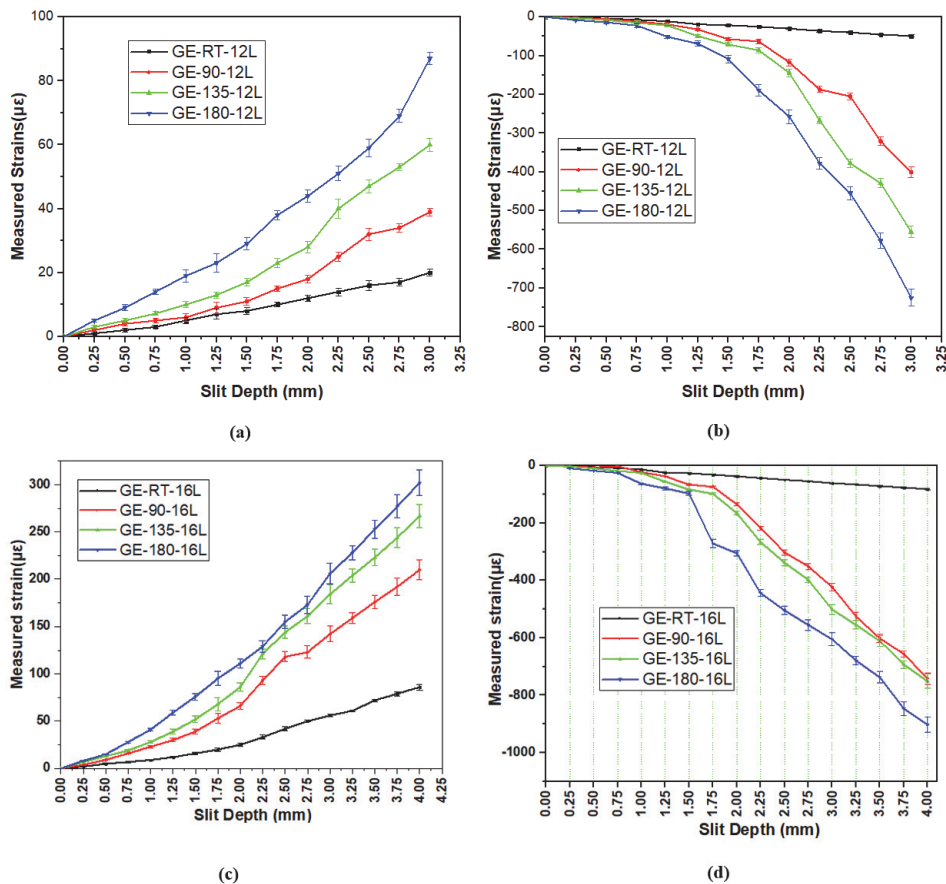 100
80
60
40
20
0
Measured Strains(με)
GE-RT-12L
GE-90-12L
GE-135-12L
GE-180-12L
0.00 0.25 0.50 0.75 1.00 1.25 1.50 1.75 2.00 2.25 2.50 2.75 3.00 3.25
Slit Depth (mm)
(a)
0
-100
-200
-300
-400
-500
-600
-700
-800
Measured Strains(με)
GE-RT-12L
GE-90-12L
GE-135-12L
GE-180-12L
0.00 0.25 0.50 0.75 1.00 1.25 1.50 1.75 2.00 2.25 2.50 2.75 3.00 3.25
Slit Depth (mm)
(b)
300
250
200
150
100
50
0
Measured strain(με)
GE-RT-16L
GE-90-16L
GE-135-16L
GE-180-16L
0.00 0.25 0.50 0.75 1.00 1.25 1.50 1.75 2.00 2.25 2.50 2.75 3.00 3.25 3.50 3.75 4.00 4.25
Slit Depth (mm)
(c)
0
-200
-400
-600
-800
-1000
Measured strain(με)
GE-RT-16L
GE-90-16L
GE-135-16L
GE-180-16L
0.00 0.25 0.50 0.75 1.00 1.25 1.50 1.75 2.00 2.25 2.50 2.75 3.00 3.25 3.50 3.75 4.00
Slit Depth (mm)
(d)